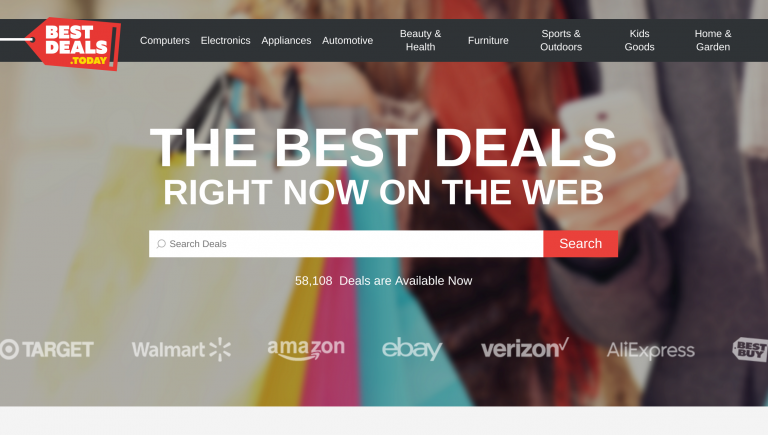 BEST
DEALS
.TODAY
Computers
Electronics
Appliances
Automotive
Beauty &
Health
Furniture
Sports &
Outdoors
Kids
Goods
Home &
Garden
THE BEST DEALS
RIGHT NOW ON THE WEB
Search Deals
Search
58,108 Deals are Available Now
TARGET
Walmart
amazon
ebay
verizon
AliExpress
BEST
BUY